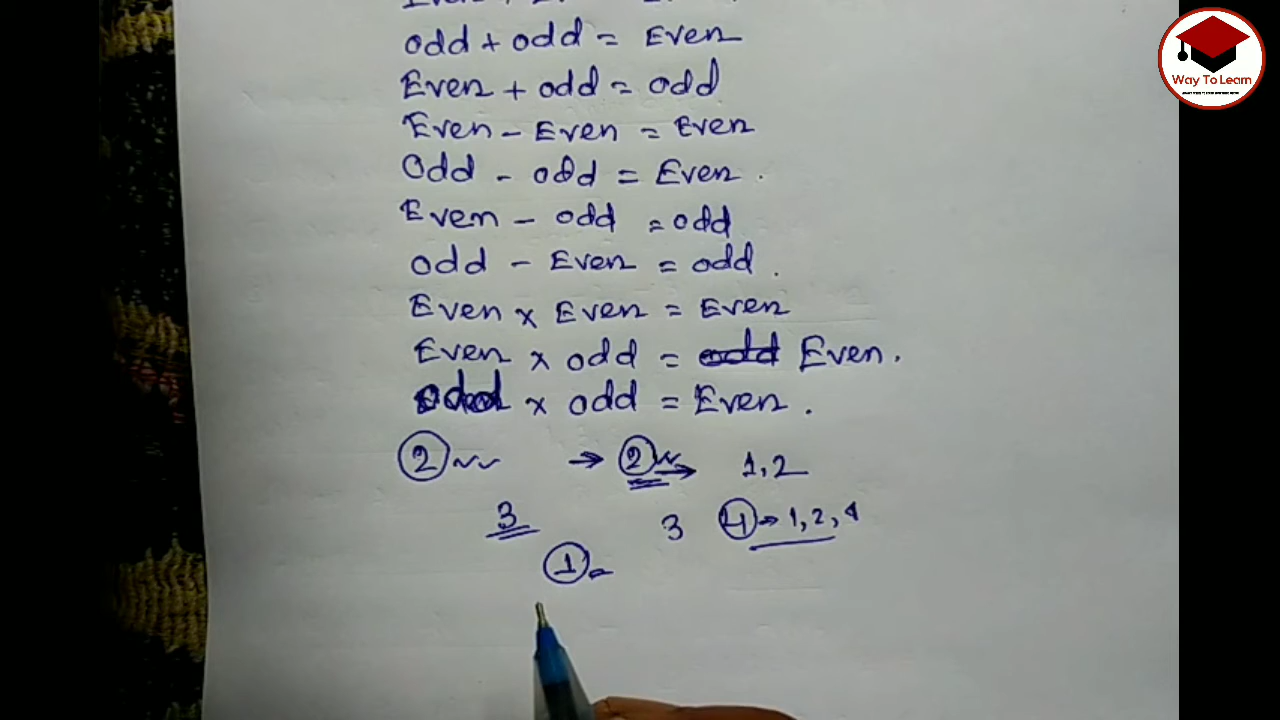 odd + odd = Even
Even + odd = odd
Even - Even = Even
Odd - odd = Even.
Even - odd = odd
odd - Even = odd.
Even x Even = Even
Even x odd = odd Even.
odd x odd = Even.
2 → 2 → 1,2
3 3 4 → 1, 2, 4
1
Way To Learn